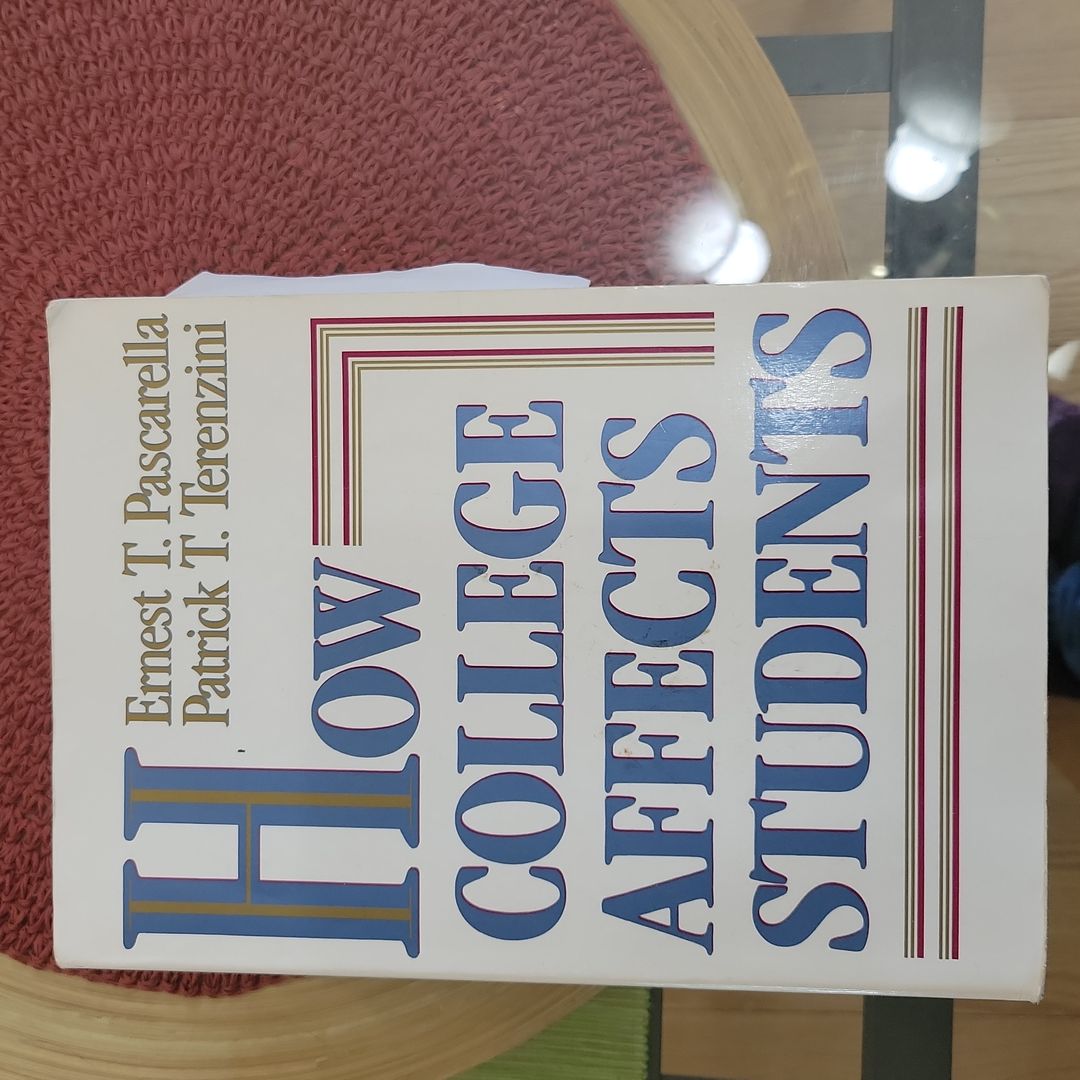 Ernest T. Pascarella
Patrick T. Terenzini
HOW
COLLEGE
AFFECTS
STUDENTS